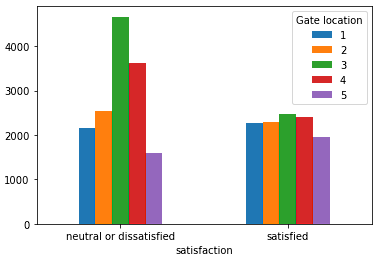 Gate location
1
2
3
4
5
4000
3000
2000
1000
0
neutral or dissatisfied
satisfied
satisfaction